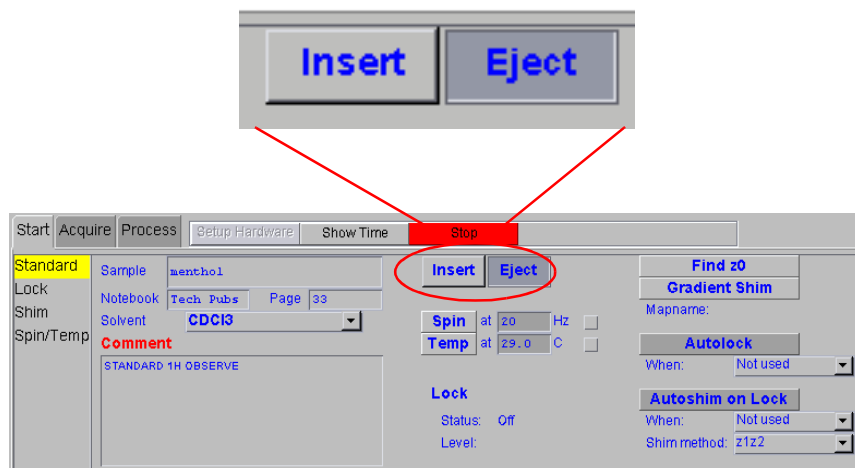 Insert Eject
Start Acquire Process Setup Hardware Show Time Stop
Standard
Lock
Shim
Spin/Temp
Sample menthol
Notebook Tech Pubs Page 33
Solvent CDCl3
Comment
STANDARD 1H OBSERVE
Insert Eject
Spin at 20 Hz
Temp at 29.0 C
Lock
Status: Off
Level:
Find z0
Gradient Shim
Mapname:
Autolock
When: Not used
Autoshim on Lock
When: Not used
Shim method: z1z2